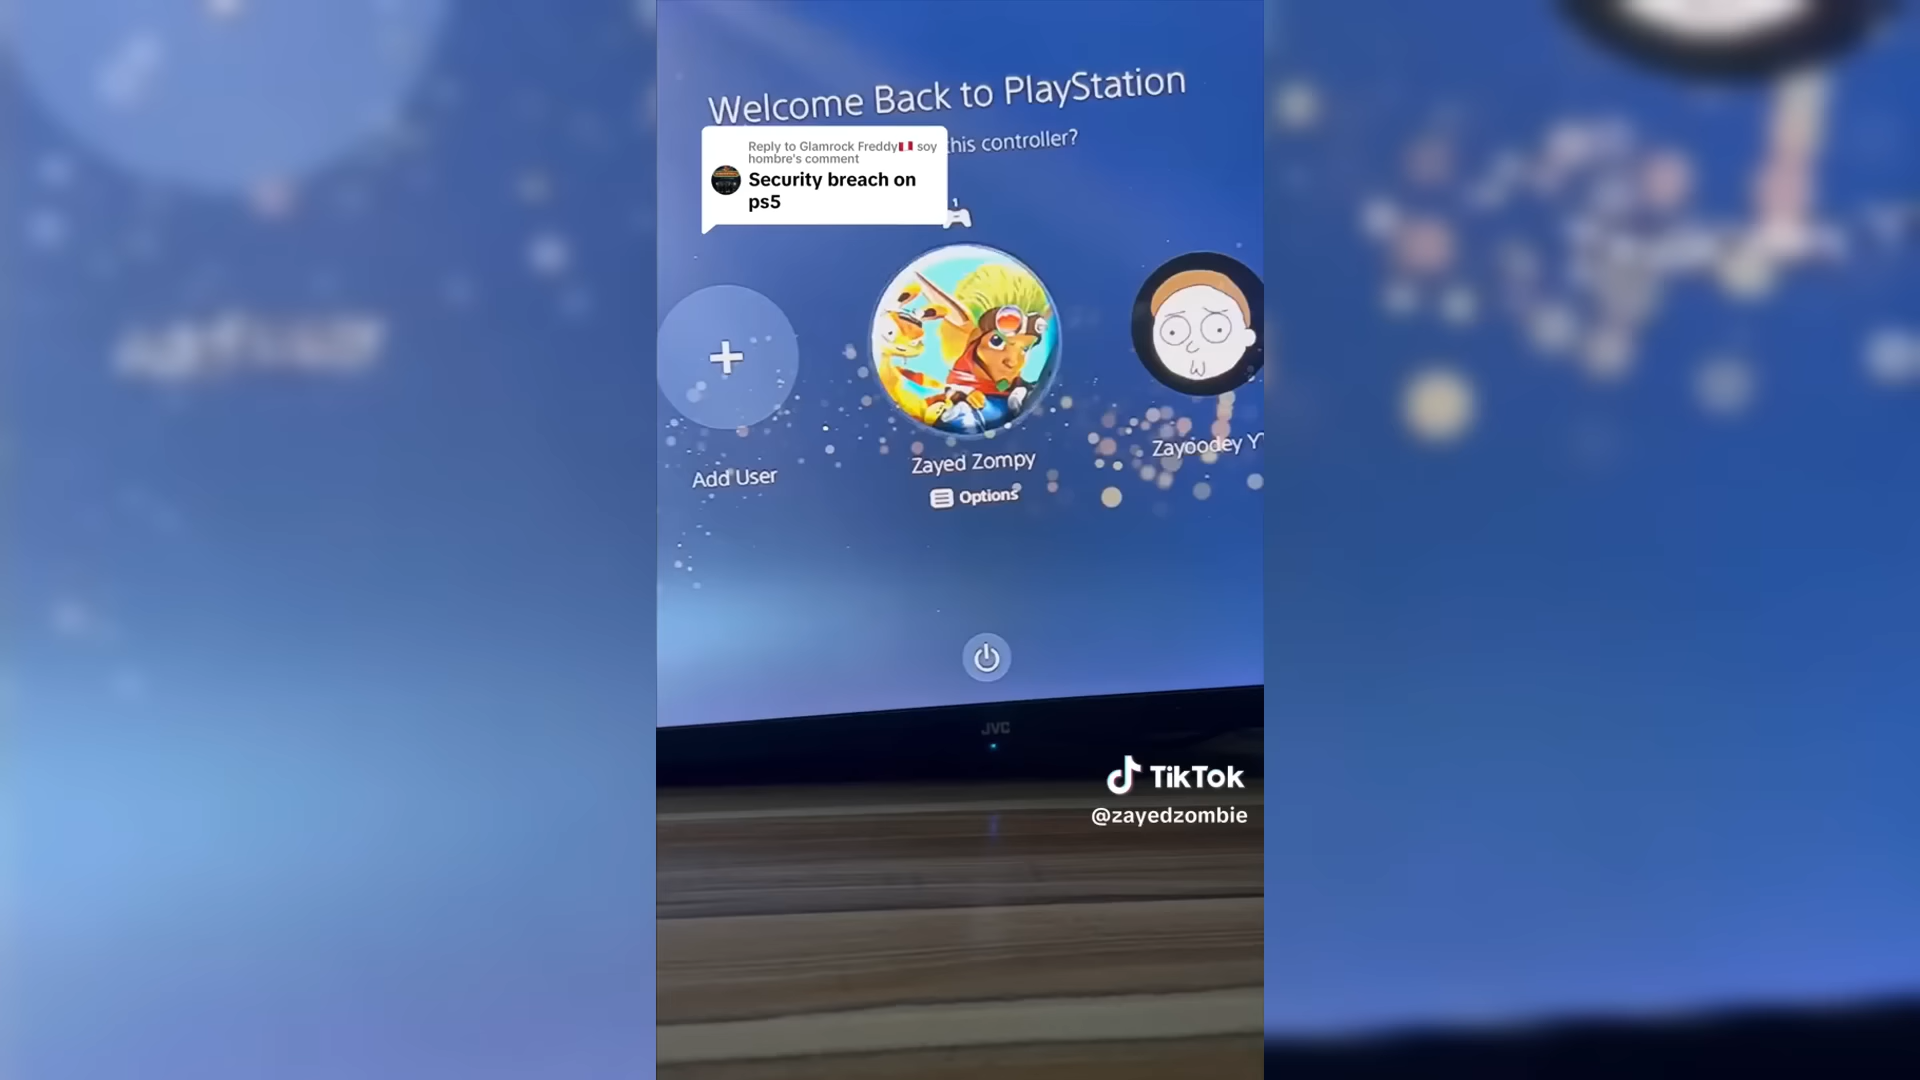 Welcome Back to PlayStation
this controller?
Reply to Glamrock Freddy🇵🇪 soy
hombre's comment
Security breach on
ps5
1
Add User
Zayed Zompy
Options
Zayoodey Y
JVC
TikTok
@zayedzombie